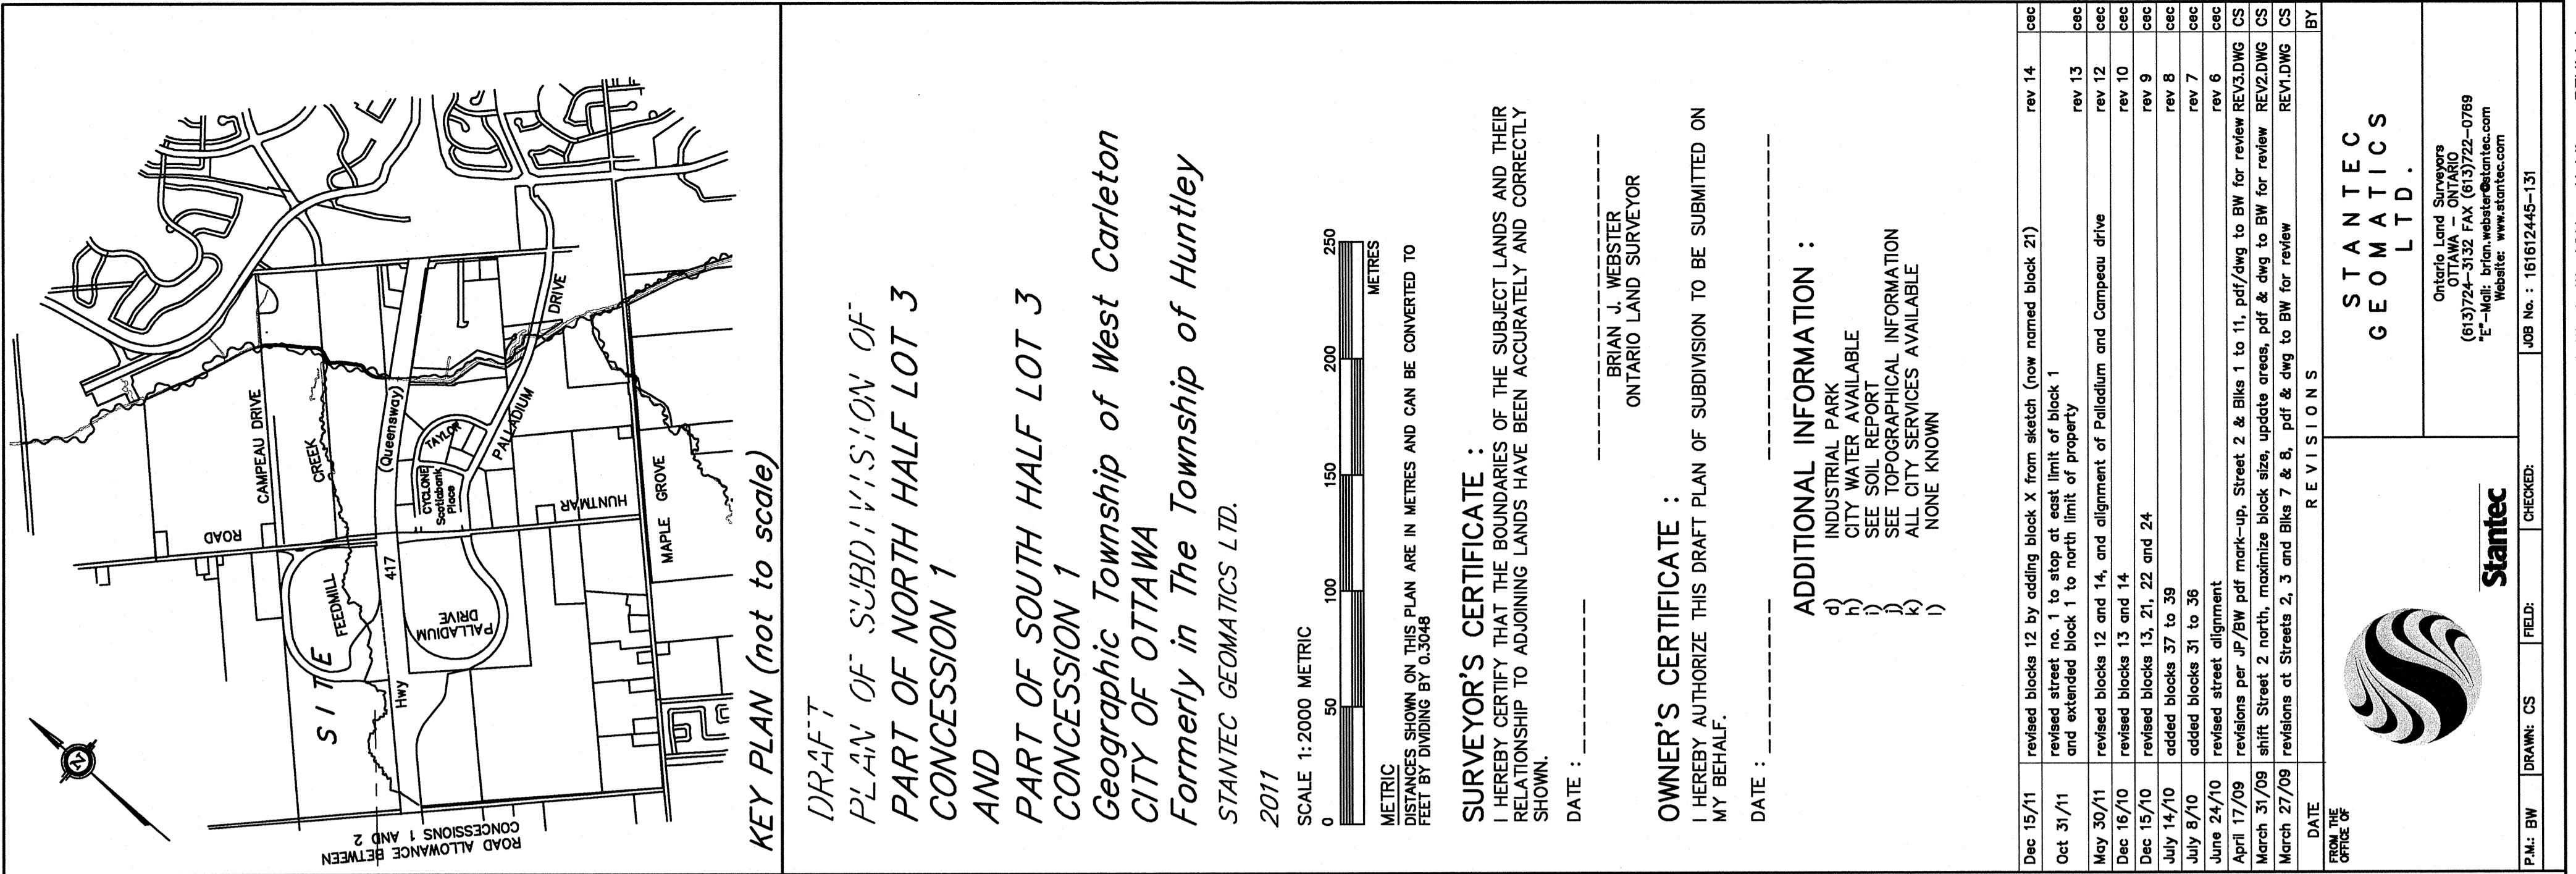 N
CAMPEAU DRIVE
CREEK
ROAD
S I T E
FEEDMILL
Hwy
417
(Queensway)
TAYLOR
CYCLONE
Scotiabank
Place
PALLADIUM
DRIVE
PALLADIUM
DRIVE
HUNTMAR
MAPLE GROVE
ROAD ALLOWANCE BETWEEN
CONCESSIONS 1 AND 2
KEY PLAN (not to scale)
DRAFT
PLAN OF SUBDIVISION OF
PART OF NORTH HALF LOT 3
CONCESSION 1
AND
PART OF SOUTH HALF LOT 3
CONCESSION 1
Geographic Township of West Carleton
CITY OF OTTAWA
Formerly in The Township of Huntley
STANTEC GEOMATICS LTD.
2011
SCALE 1:2000 METRIC
0 50 100 150 200 250
METRES
METRIC
DISTANCES SHOWN ON THIS PLAN ARE IN METRES AND CAN BE CONVERTED TO
FEET BY DIVIDING BY 0.3048
SURVEYOR'S CERTIFICATE :
I HEREBY CERTIFY THAT THE BOUNDARIES OF THE SUBJECT LANDS AND THEIR
RELATIONSHIP TO ADJOINING LANDS HAVE BEEN ACCURATELY AND CORRECTLY
SHOWN.
DATE :
BRIAN J. WEBSTER
ONTARIO LAND SURVEYOR
OWNER'S CERTIFICATE :
I HEREBY AUTHORIZE THIS DRAFT PLAN OF SUBDIVISION TO BE SUBMITTED ON
MY BEHALF.
DATE :
ADDITIONAL INFORMATION :
d) INDUSTRIAL PARK
h) CITY WATER AVAILABLE
i) SEE SOIL REPORT
j) SEE TOPOGRAPHICAL INFORMATION
k) ALL CITY SERVICES AVAILABLE
l) NONE KNOWN
Dec 15/11 revised blocks 12 by adding block X from sketch (now named block 21) rev 14 cec
Oct 31/11 revised street no. 1 to stop at east limit of block 1
and extended block 1 to north limit of property rev 13 cec
May 30/11 revised blocks 12 and 14, and alignment of Palladium and Campeau drive rev 12 cec
Dec 16/10 revised blocks 13 and 14 rev 10 cec
Dec 15/10 revised blocks 13, 21, 22 and 24 rev 9 cec
July 14/10 added blocks 37 to 39 rev 8 cec
July 8/10 added blocks 31 to 36 rev 7 cec
June 24/10 revised street alignment rev 6 cec
April 17/09 revisions per JP/BW pdf mark-up, Street 2 & Blks 1 to 11, pdf/dwg to BW for review REV3.DWG CS
March 31/09 shift Street 2 north, maximize block size, update areas, pdf & dwg to BW for review REV2.DWG CS
March 27/09 revisions at Streets 2, 3 and Blks 7 & 8, pdf & dwg to BW for review REV1.DWG CS
DATE R E V I S I O N S BY
FROM THE
OFFICE OF
Stantec
S T A N T E C
G E O M A T I C S
L T D .
Ontario Land Surveyors
OTTAWA - ONTARIO
(613)724-3132 FAX (613)722-0769
"E"-Mail: brian.webster@stantec.com
Website: www.stantec.com
P.M.: BW DRAWN: CS FIELD: CHECKED: JOB No. : 161612445-131